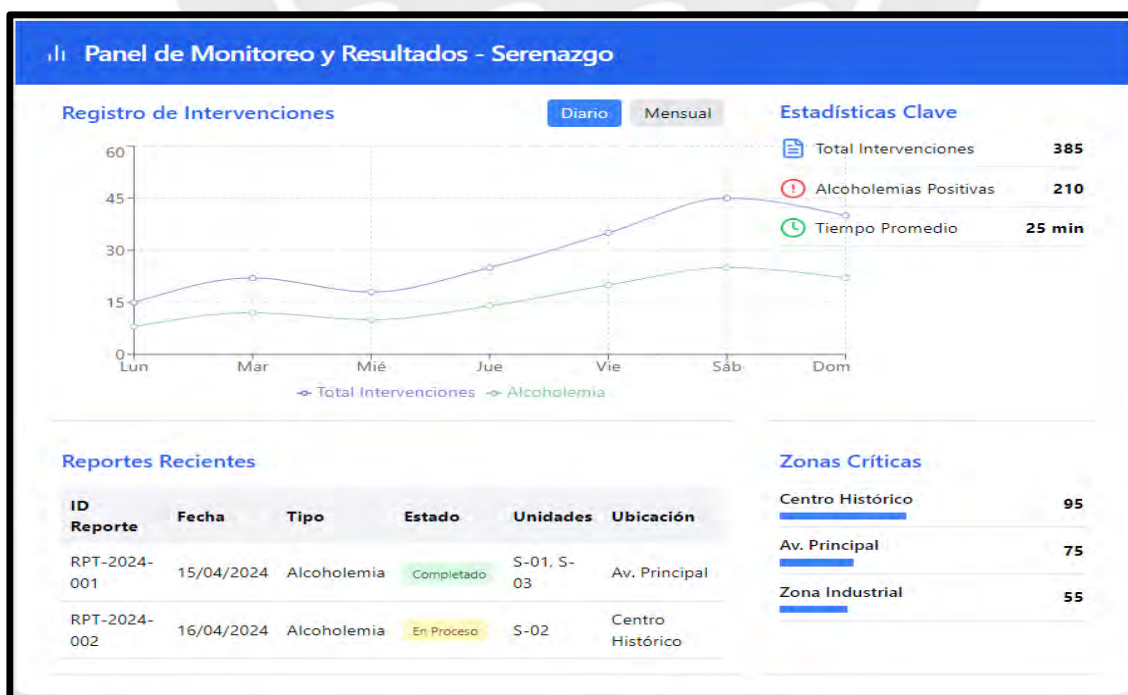 Panel de Monitoreo y Resultados - Serenazgo
Registro de Intervenciones
Diario
Mensual
60
45
30
15
0
Lun
Mar
Mié
Jue
Vie
Sáb
Dom
Total Intervenciones
Alcoholemia
Estadísticas Clave
Total Intervenciones 385
Alcoholemias Positivas 210
Tiempo Promedio 25 min
Reportes Recientes
ID Reporte Fecha Tipo Estado Unidades Ubicación
RPT-2024-001 15/04/2024 Alcoholemia Completado S-01, S-03 Av. Principal
RPT-2024-002 16/04/2024 Alcoholemia En Proceso S-02 Centro Histórico
Zonas Críticas
Centro Histórico 95
Av. Principal 75
Zona Industrial 55